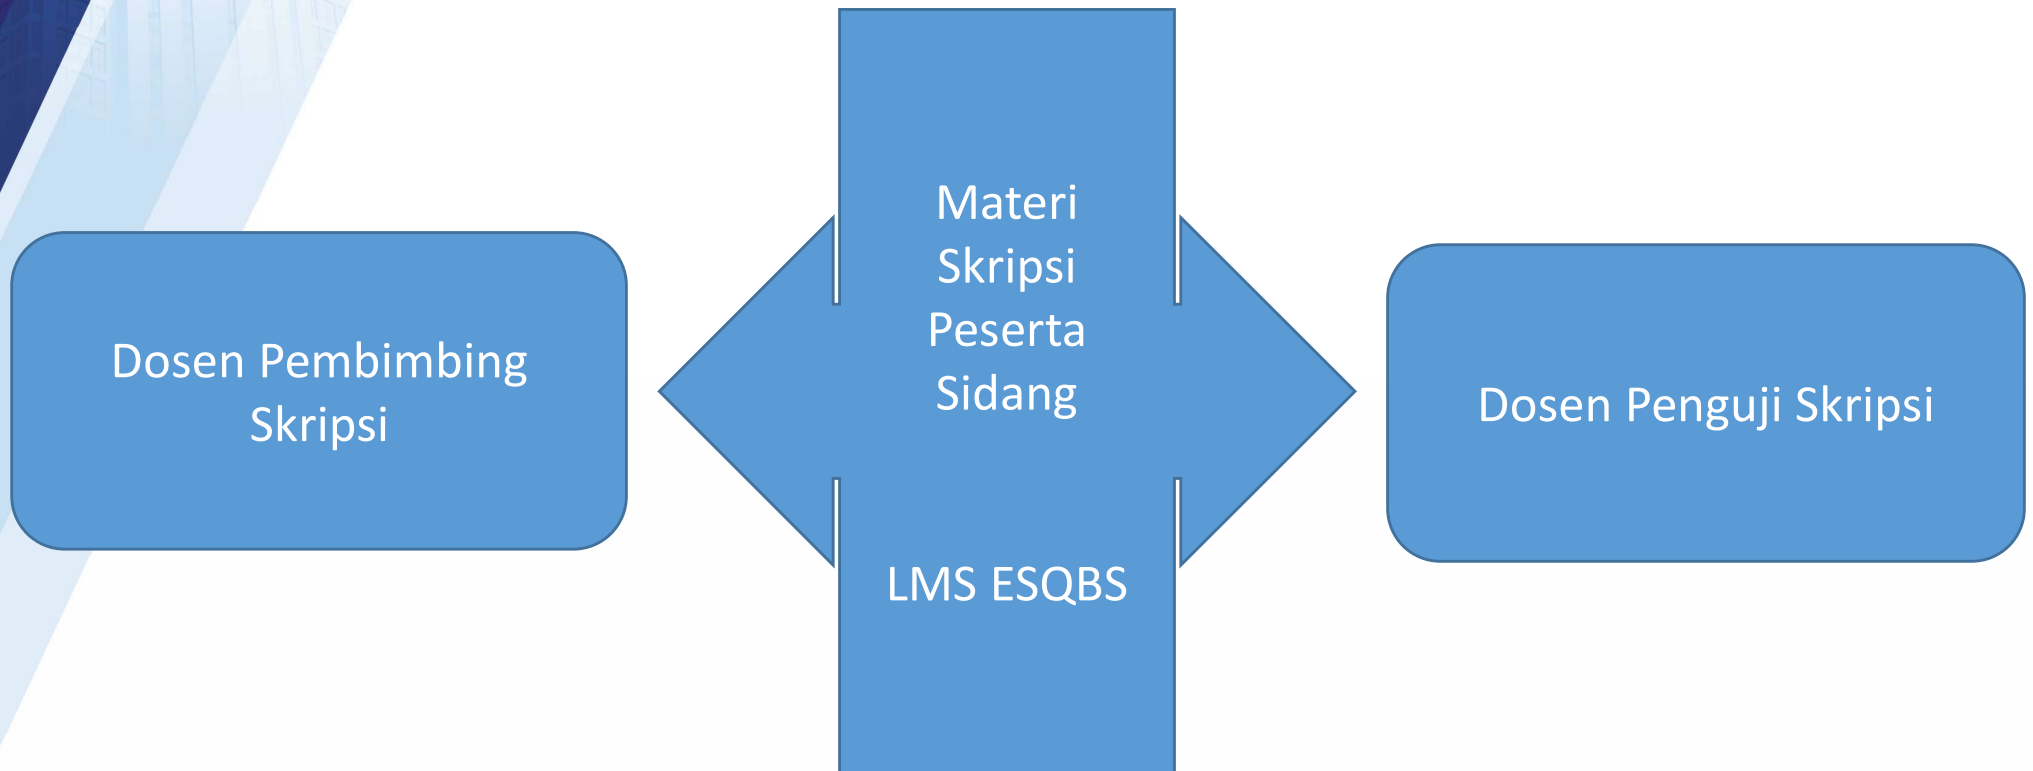 Dosen Pembimbing
Skripsi
Materi
Skripsi
Peserta
Sidang
LMS ESQBS
Dosen Penguji Skripsi